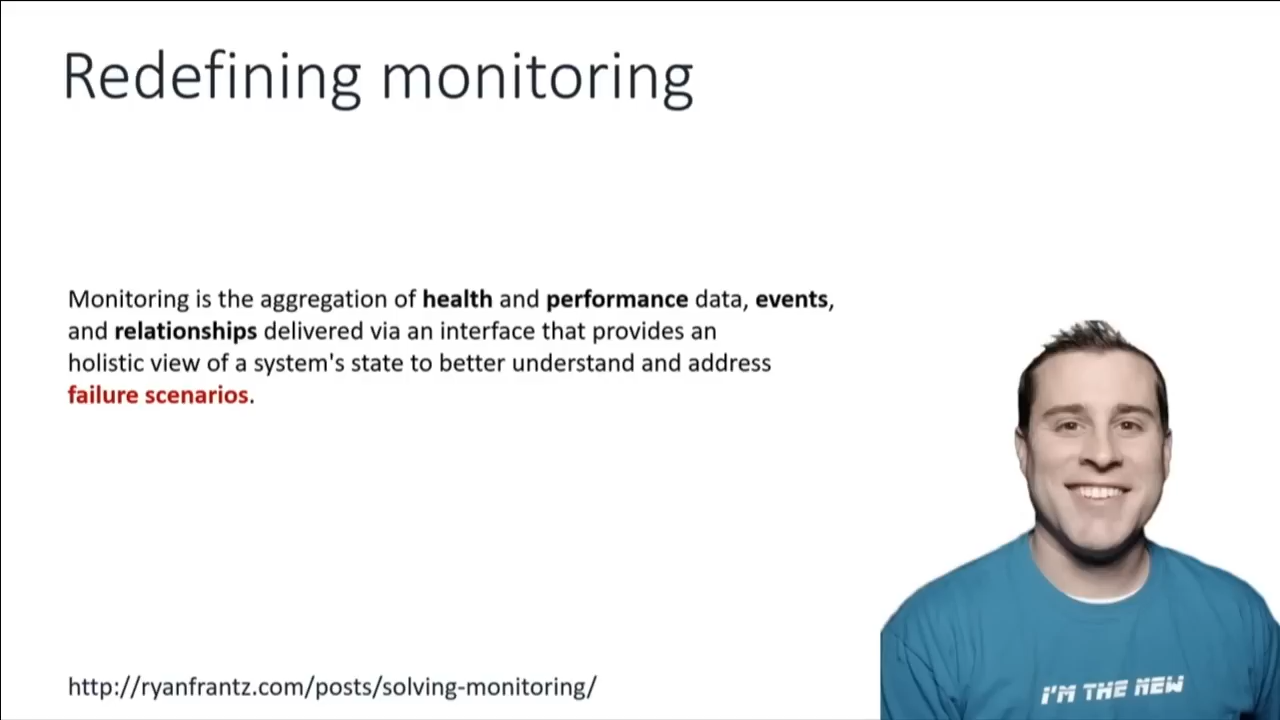 Redefining monitoring
Monitoring is the aggregation of health and performance data, events,
and relationships delivered via an interface that provides an
holistic view of a system's state to better understand and address
failure scenarios.
http://ryanfrantz.com/posts/solving-monitoring/
I'M THE NEW